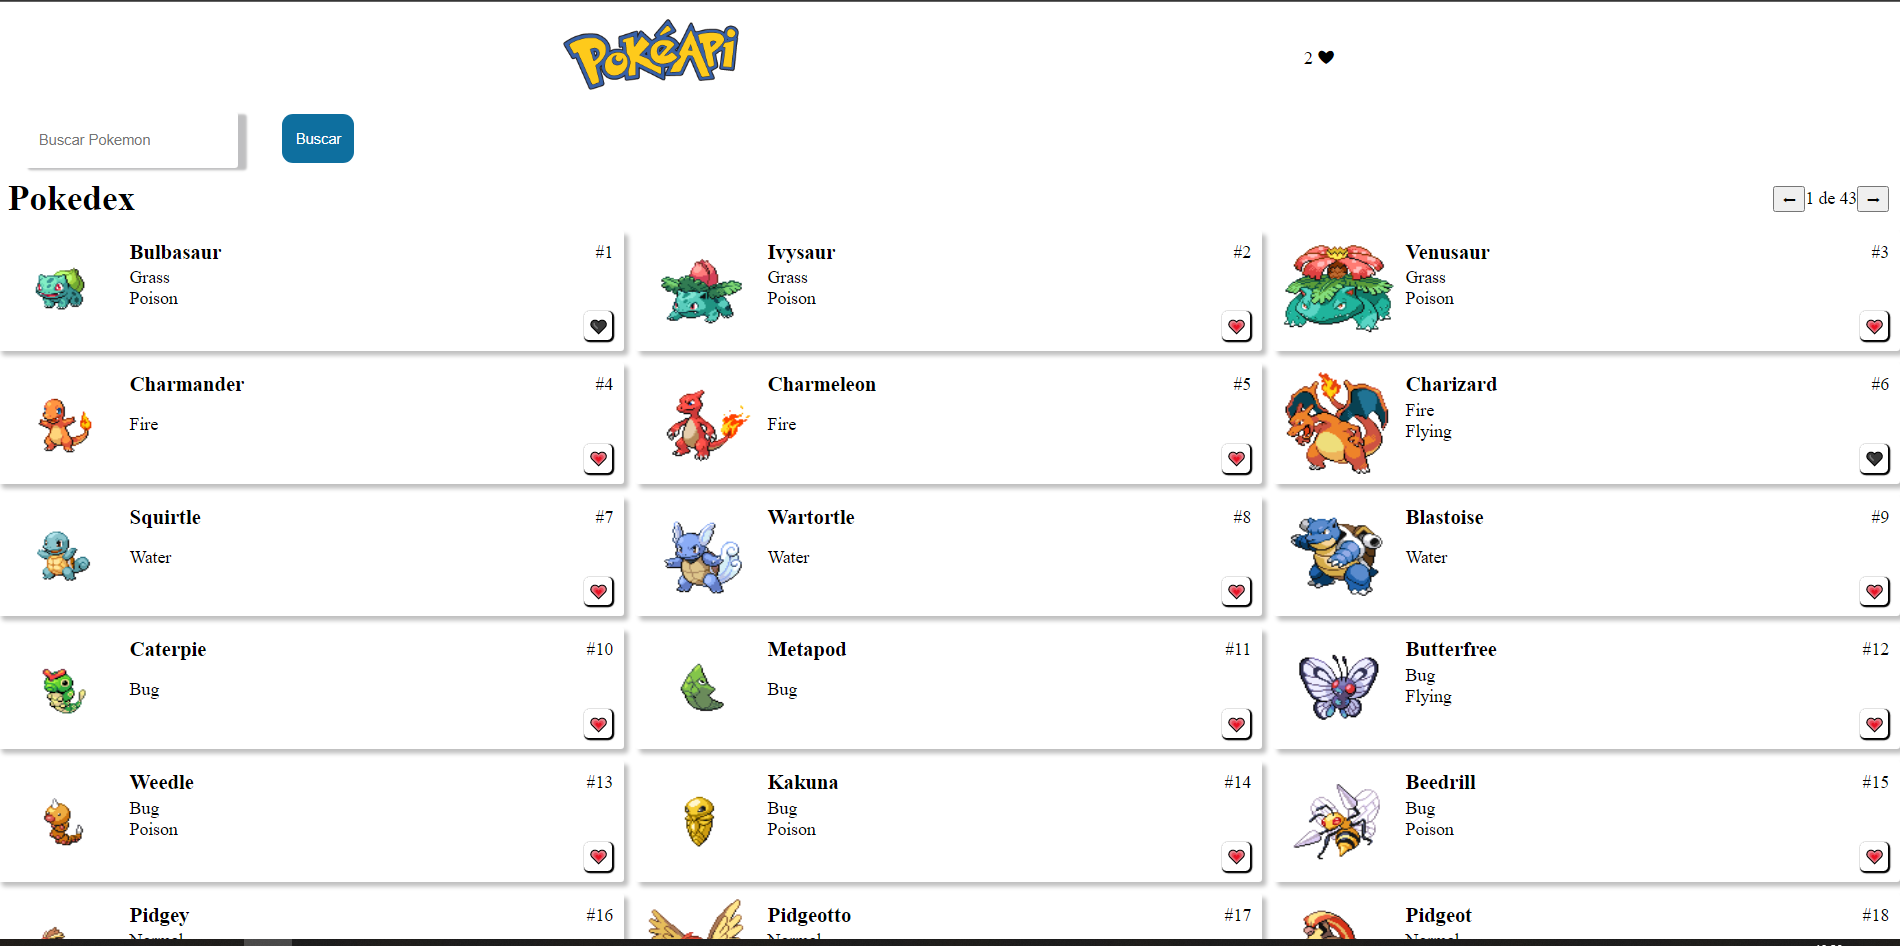 PokéApi
2 🖤
Buscar Pokemon
Buscar
Pokedex
← 1 de 43 →
Bulbasaur #1
Grass
Poison
Ivysaur #2
Grass
Poison
Venusaur #3
Grass
Poison
Charmander #4
Fire
Charmeleon #5
Fire
Charizard #6
Fire
Flying
Squirtle #7
Water
Wartortle #8
Water
Blastoise #9
Water
Caterpie #10
Bug
Metapod #11
Bug
Butterfree #12
Bug
Flying
Weedle #13
Bug
Poison
Kakuna #14
Bug
Poison
Beedrill #15
Bug
Poison
Pidgey #16
Normal
Pidgeotto #17
Normal
Pidgeot #18
Normal